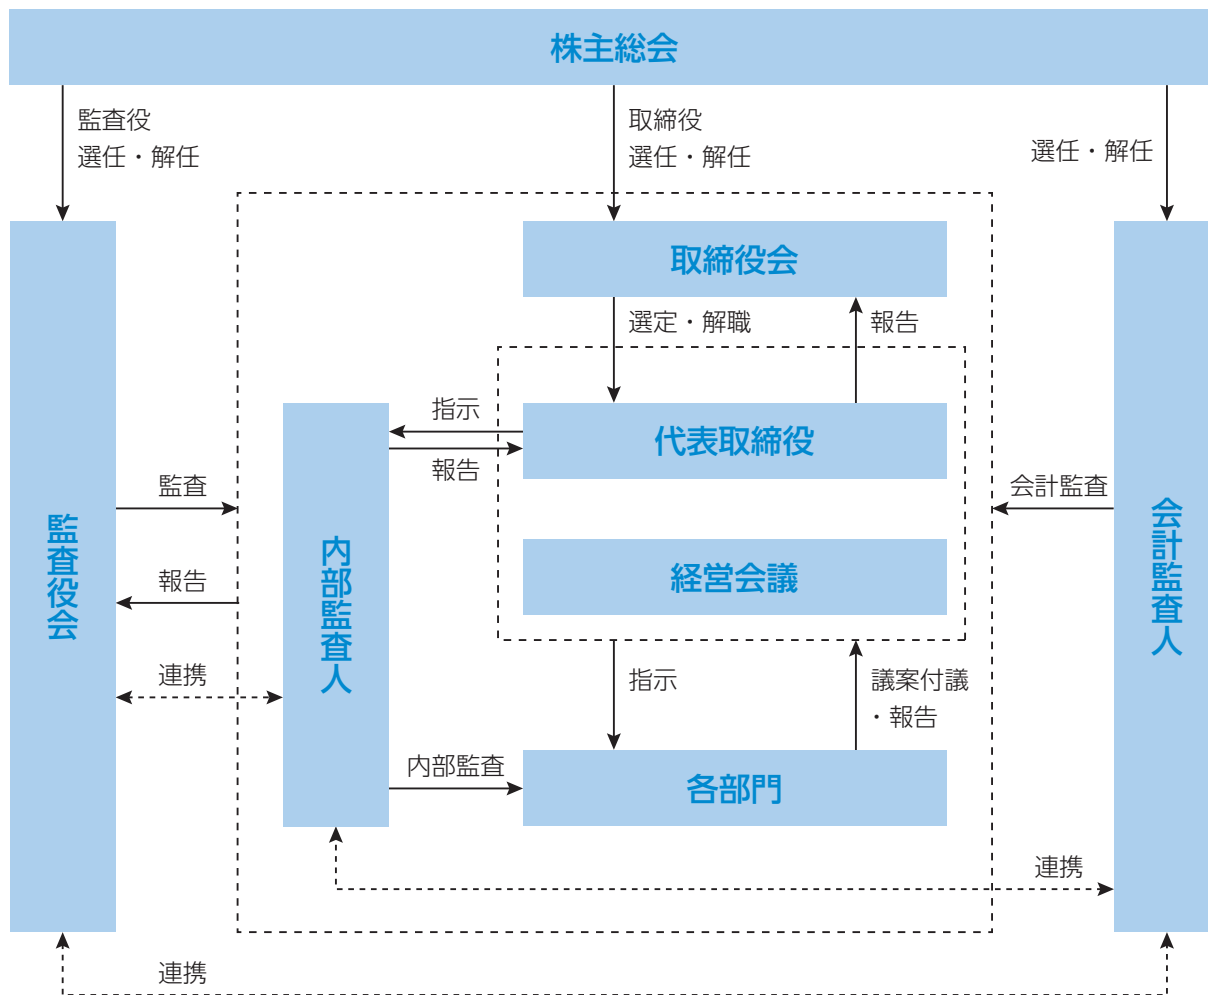 株主総会
監査役
選任・解任
取締役
選任・解任
選任・解任
取締役会
選定・解職
報告
指示
代表取締役
報告
監査
会計監査
監査役会
内部監査人
経営会議
会計監査人
報告
連携
指示
議案付議
・報告
内部監査
各部門
連携
連携